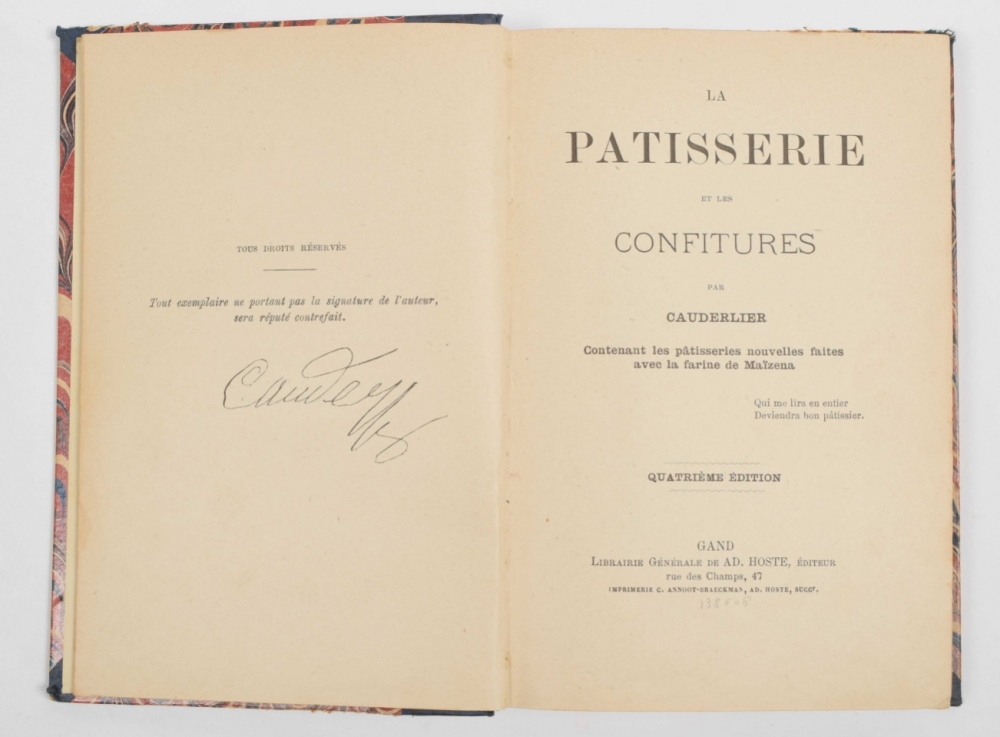 TOUS DROITS RÉSERVÉS
Tout exemplaire ne portant pas la signature de l'auteur,
sera réputé contrefait.
LA
PATISSERIE
ET LES
CONFITURES
PAR
CAUDERLIER
Contenant les pâtisseries nouvelles faites
avec la farine de Maïzena
Qui me lira en entier
Deviendra bon pâtissier.
QUATRIÈME ÉDITION
GAND
LIBRAIRIE GÉNÉRALE DE AD. HOSTE, ÉDITEUR
rue des Champs, 47
IMPRIMERIE C. ANNOOT-BRAECKMAN, AD. HOSTE, SUCCR.